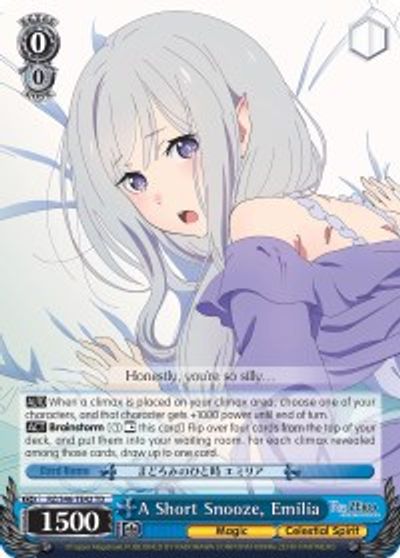 0
0
Honestly, you're so silly...
AUTO When a climax is placed on your climax area, choose one of your
characters, and that character gets +1000 power until end of turn.
ACT Brainstorm [① this card] Flip over four cards from the top of your
deck, and put them into your waiting room. For each climax revealed
among those cards, draw up to one card.
Card Name
まどろみのひと時 エミリア
1500
A Short Snooze, Emilia
Magic
Celestial Spirit